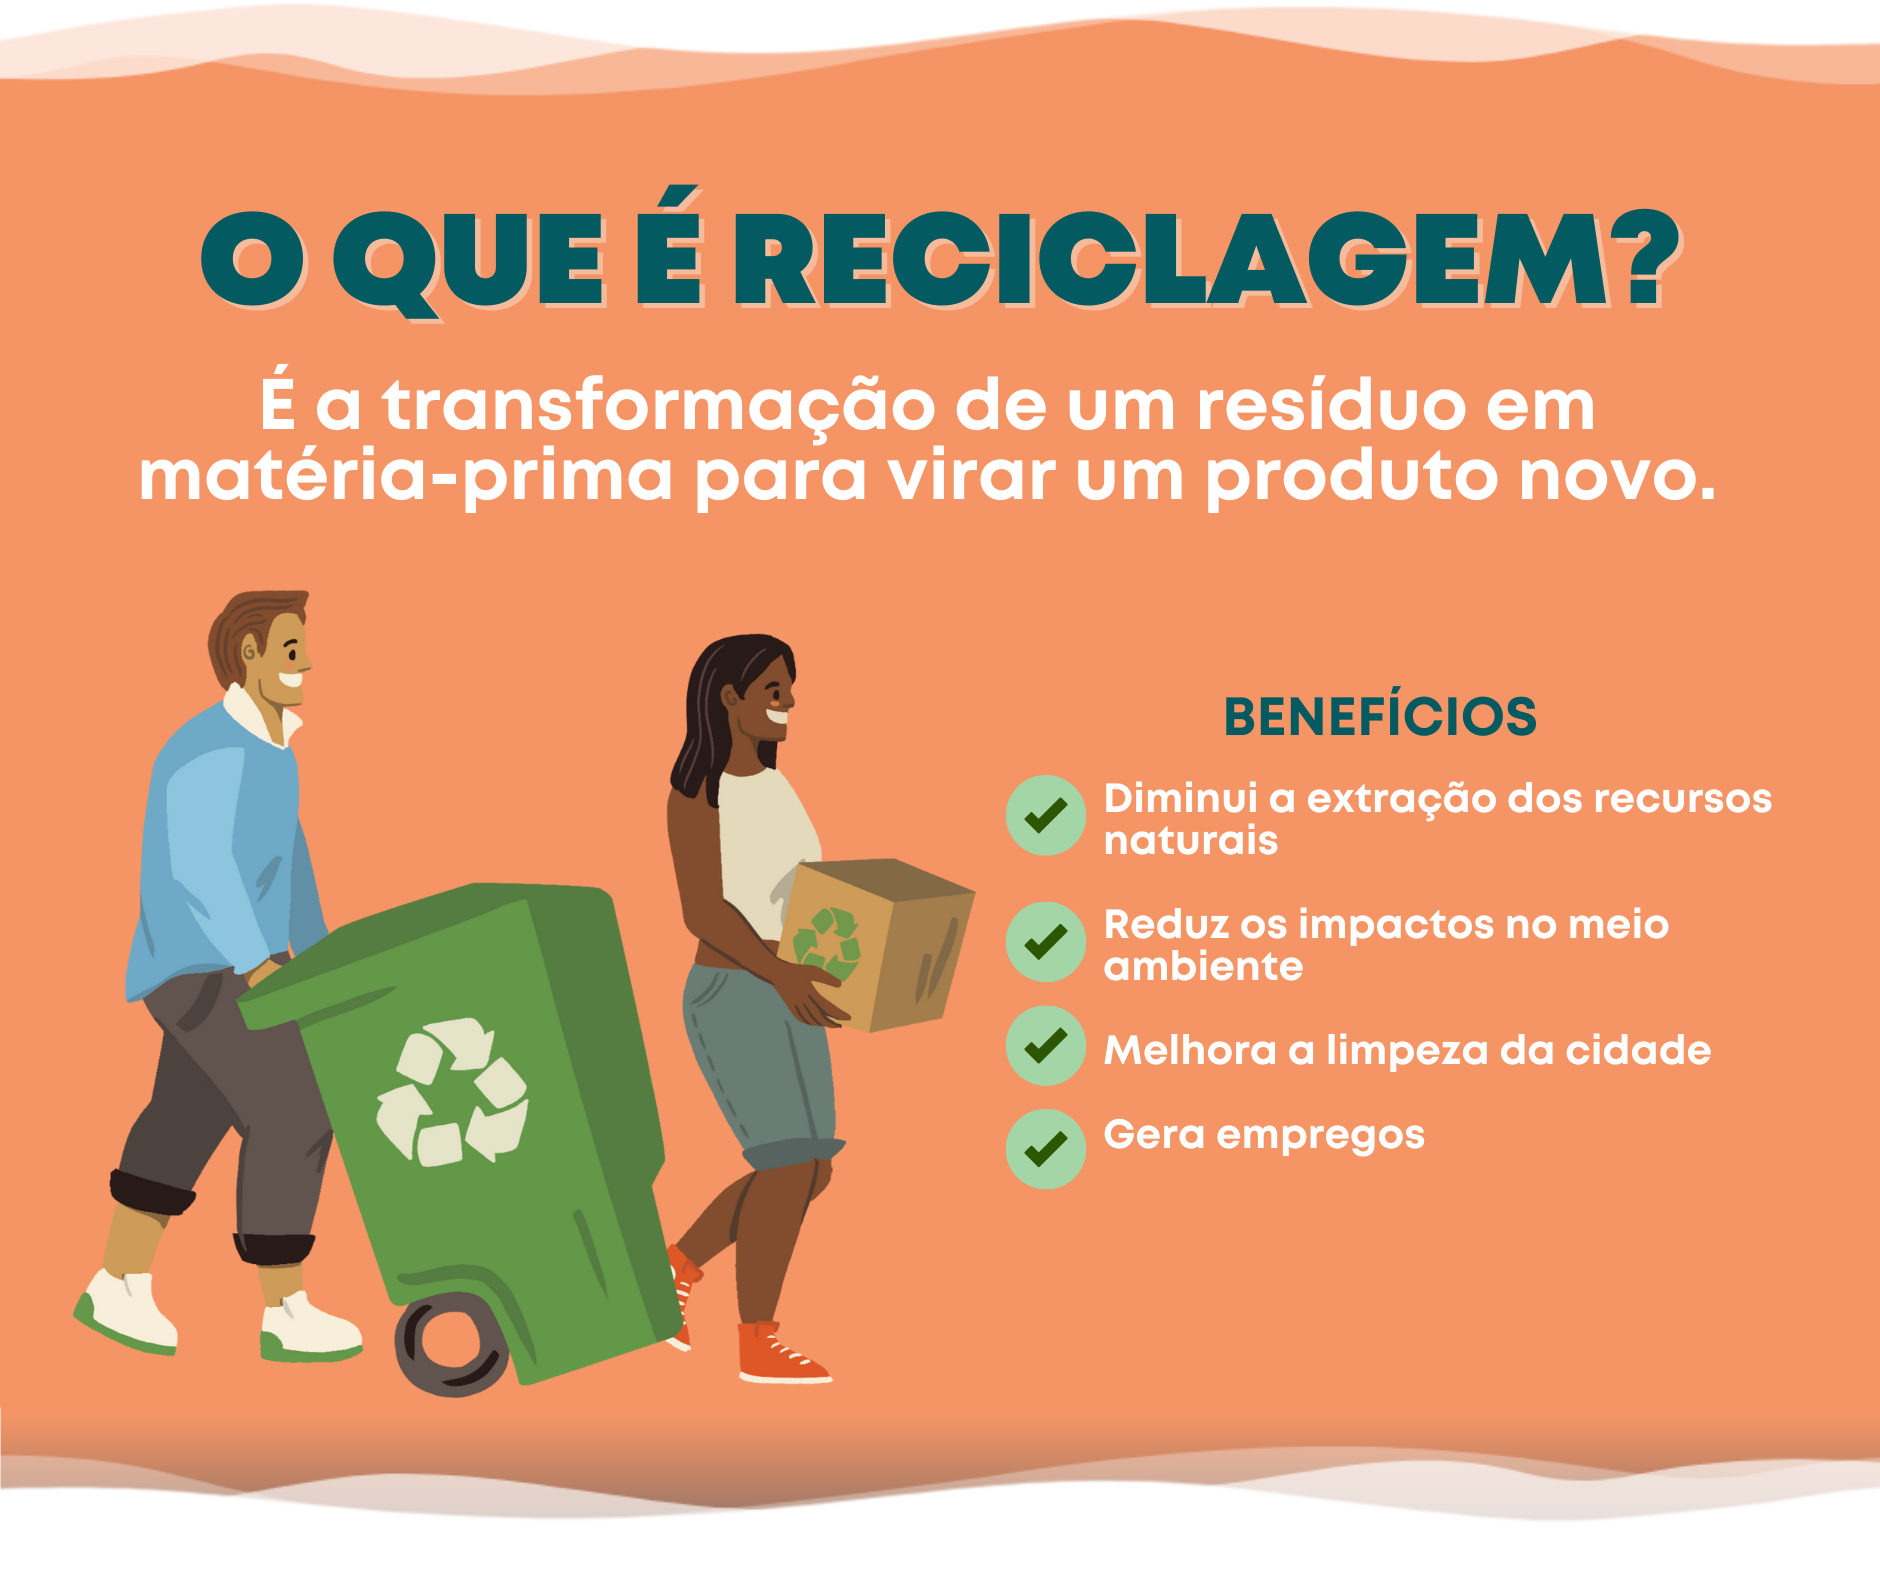 O QUE É RECICLAGEM?
É a transformação de um resíduo em
matéria-prima para virar um produto novo.
BENEFÍCIOS
Diminui a extração dos recursos
naturais
Reduz os impactos no meio
ambiente
Melhora a limpeza da cidade
Gera empregos